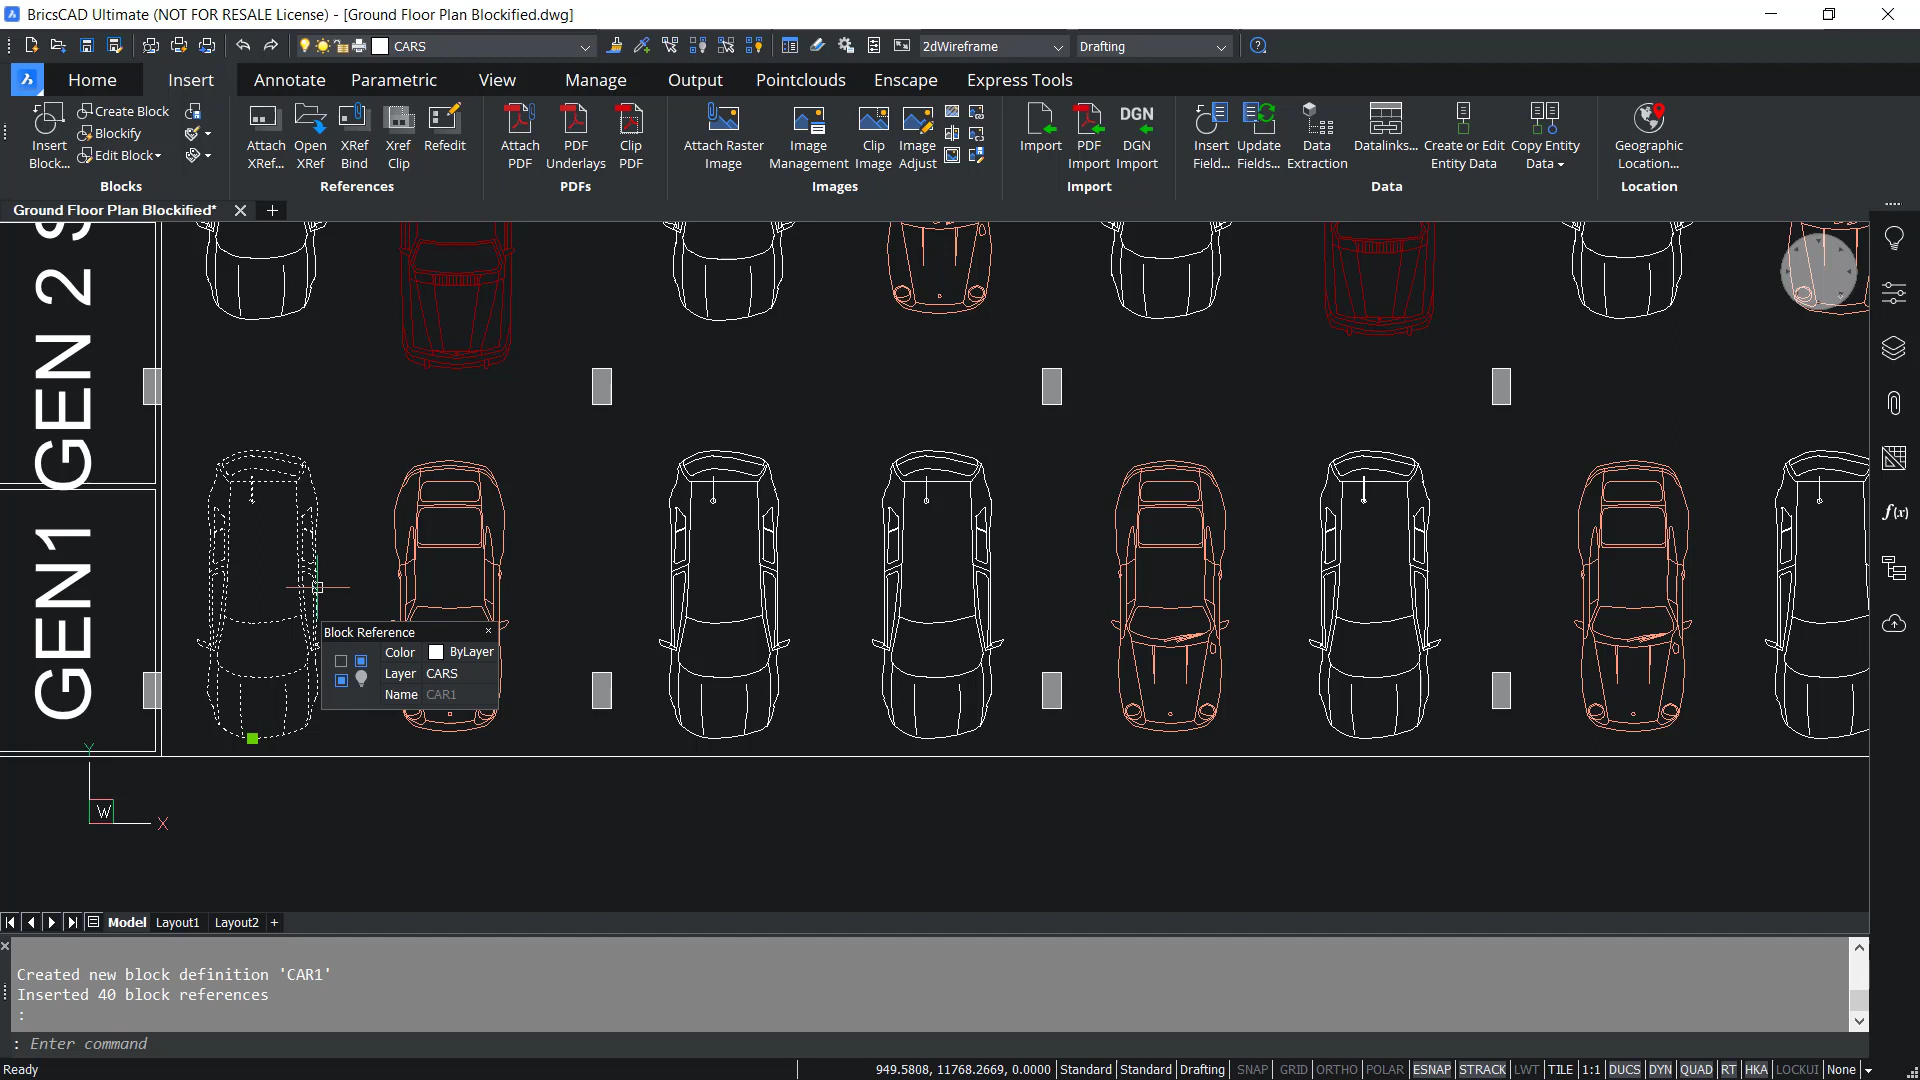 BricsCAD Ultimate (NOT FOR RESALE License) - [Ground Floor Plan Blockified.dwg]
CARS
2dWireframe
Drafting
Home
Insert
Annotate
Parametric
View
Manage
Output
Pointclouds
Enscape
Express Tools
Insert Block...
Create Block
Blockify
Edit Block
Blocks
Attach XRef...
Open XRef
XRef Bind
Xref Clip
Refedit
References
Attach PDF
PDF Underlays
Clip PDF
PDFs
Attach Raster Image
Image Management
Clip Image
Image Adjust
Images
Import
PDF Import
DGN
DGN Import
Import
Insert Field...
Update Fields...
Data Extraction
Datalinks...
Create or Edit Entity Data
Copy Entity Data
Data
Geographic Location...
Location
Ground Floor Plan Blockified*
GEN 2 S
GEN1
f(x)
Block Reference
Color ByLayer
Layer CARS
Name CAR1
Y
W
X
Model
Layout1
Layout2
Created new block definition 'CAR1'
Inserted 40 block references
:
: Enter command
Ready
949.5808, 11768.2669, 0.0000
Standard
Standard
Drafting
SNAP
GRID
ORTHO
POLAR
ESNAP
STRACK
LWT
TILE
1:1
DUCS
DYN
QUAD
RT
HKA
LOCKUI
None